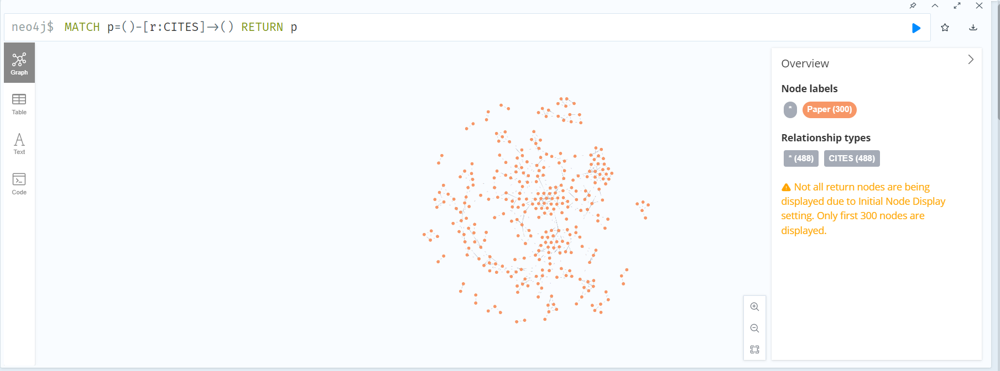 neo4j$ MATCH p=()-[r:CITES]->() RETURN p
Graph
Table
Text
Code
Overview
Node labels
* Paper (300)
Relationship types
* (488) CITES (488)
Not all return nodes are being
displayed due to Initial Node Display
setting. Only first 300 nodes are
displayed.